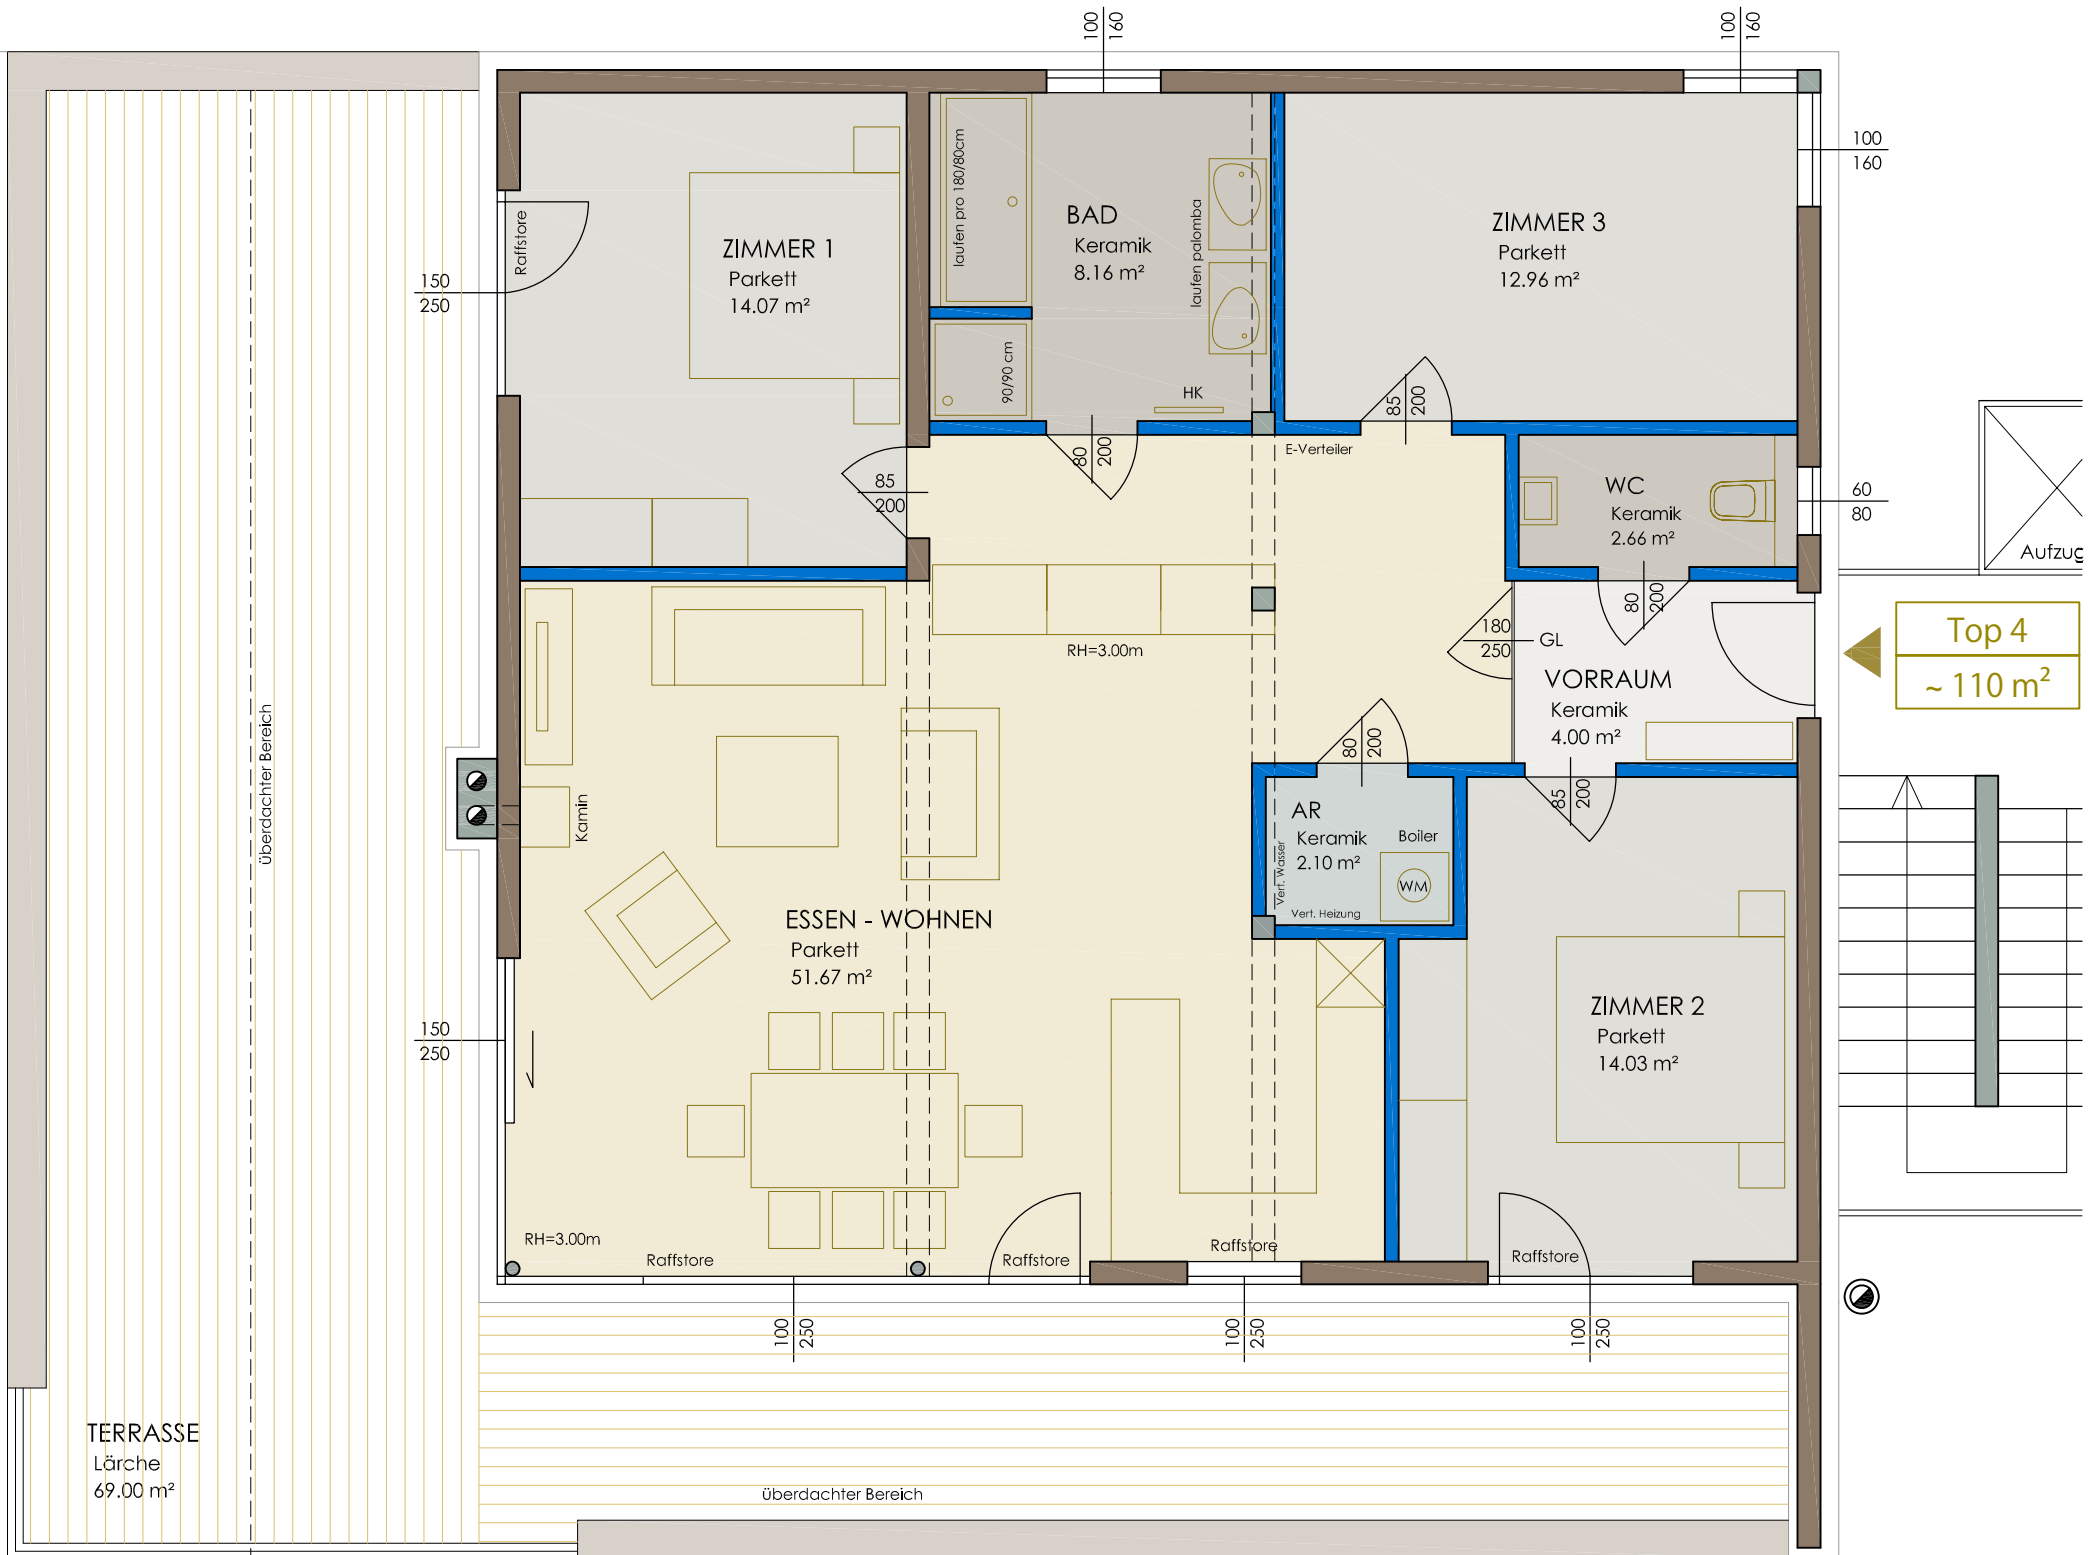 100
160
100
160
100
160
laufen pro 180/80cm
BAD
Keramik
8.16 m²
laufen palomba
ZIMMER 3
Parkett
12.96 m²
Raffstore
ZIMMER 1
Parkett
14.07 m²
150
250
90/90 cm
HK
85
200
80
200
E-Verteiler
85
200
WC
Keramik
2.66 m²
60
80
Aufzug
80
200
180
250
GL
RH=3.00m
Top 4
~ 110 m²
VORRAUM
Keramik
4.00 m²
überdachter Bereich
Kamin
80
200
85
200
AR
Keramik
2.10 m²
Boiler
WM
Vert. Wasser
Vert. Heizung
ESSEN - WOHNEN
Parkett
51.67 m²
ZIMMER 2
Parkett
14.03 m²
150
250
RH=3.00m
Raffstore
Raffstore
Raffstore
Raffstore
100
250
100
250
100
250
TERRASSE
Lärche
69.00 m²
überdachter Bereich